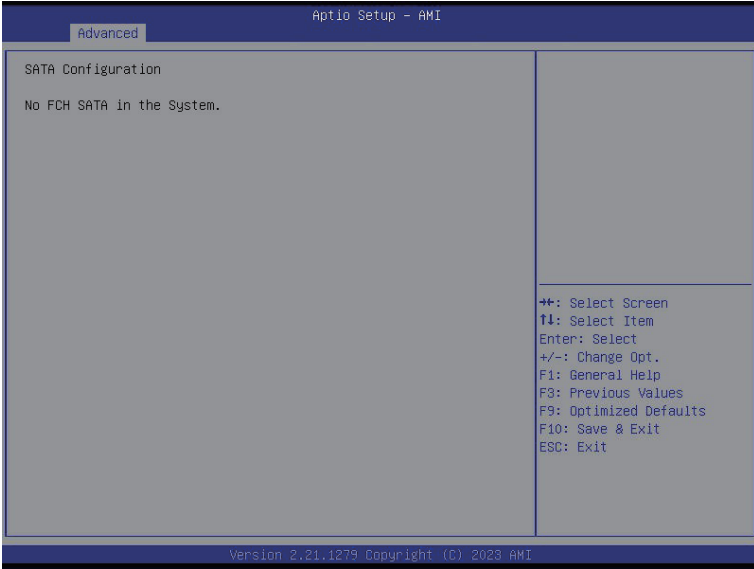 Aptio Setup – AMI
Advanced
SATA Configuration
No FCH SATA in the System.
→←: Select Screen
↑↓: Select Item
Enter: Select
+/-: Change Opt.
F1: General Help
F3: Previous Values
F9: Optimized Defaults
F10: Save & Exit
ESC: Exit
Version 2.21.1279 Copyright (C) 2023 AMI